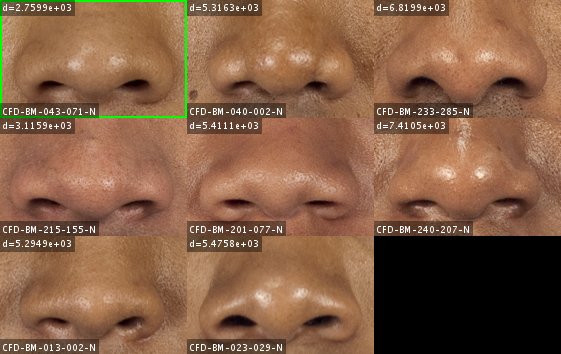 d=2.7599e+03
d=5.3163e+03
d=6.8199e+03
CFD-BM-043-071-N
CFD-BM-040-002-N
CFD-BM-233-285-N
d=3.1159e+03
d=5.4111e+03
d=7.4105e+03
CFD-BM-215-155-N
CFD-BM-201-077-N
CFD-BM-240-207-N
d=5.2949e+03
d=5.4758e+03
CFD-BM-013-002-N
CFD-BM-023-029-N